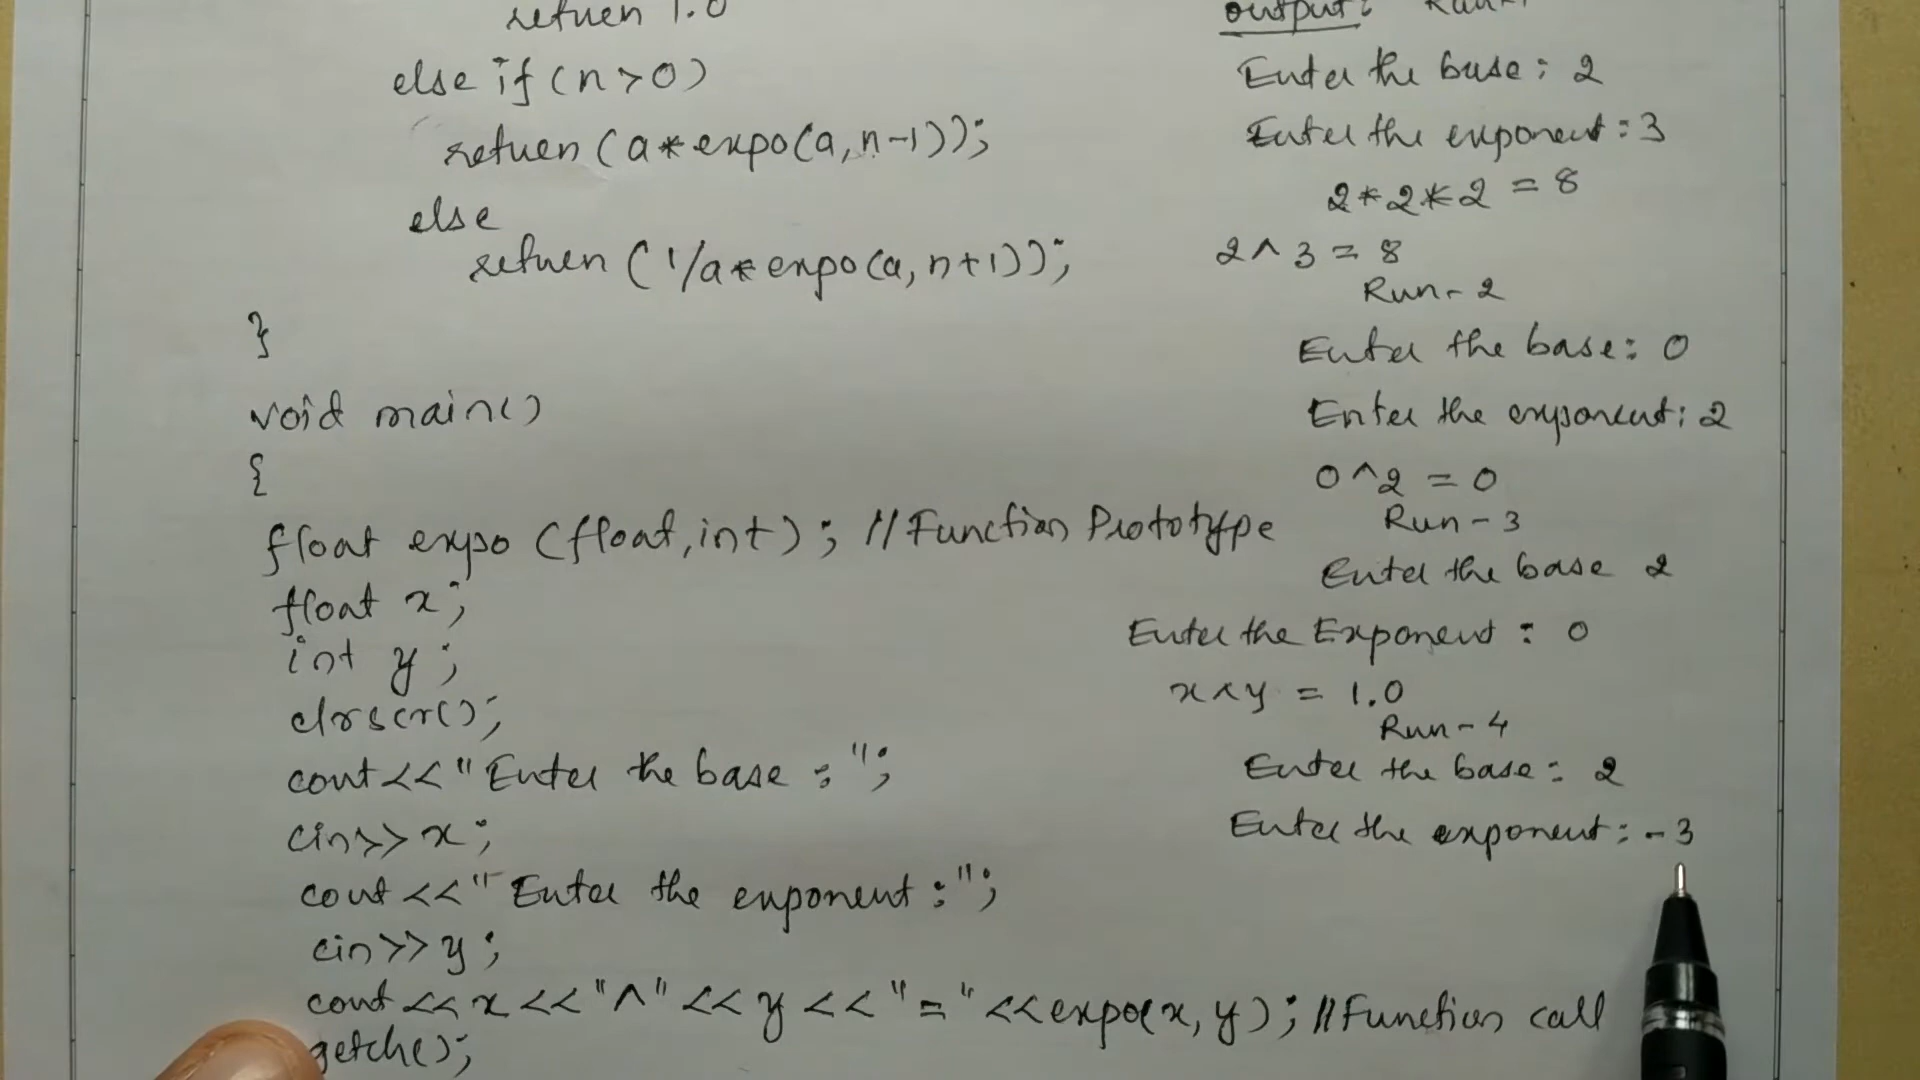 return 1.0
else if (n>0)
return (a*expo(a, n-1));
else
return (1/a*expo(a, n+1));
}
void main()
{
float expo (float, int); //Function Prototype
float x;
int y;
clrscr();
cout<<"Enter the base :";
cin>>x;
cout<<"Enter the exponent :";
cin>>y;
cout<<x<<"^"<<y<<"="<<expo(x, y); //Function call
getch();
output: Run-1
Enter the base: 2
Enter the exponent: 3
2*2*2 = 8
2^3 = 8
Run-2
Enter the base: 0
Enter the exponent: 2
0^2 = 0
Run-3
Enter the base 2
Enter the Exponent : 0
x^y = 1.0
Run-4
Enter the base: 2
Enter the exponent: -3